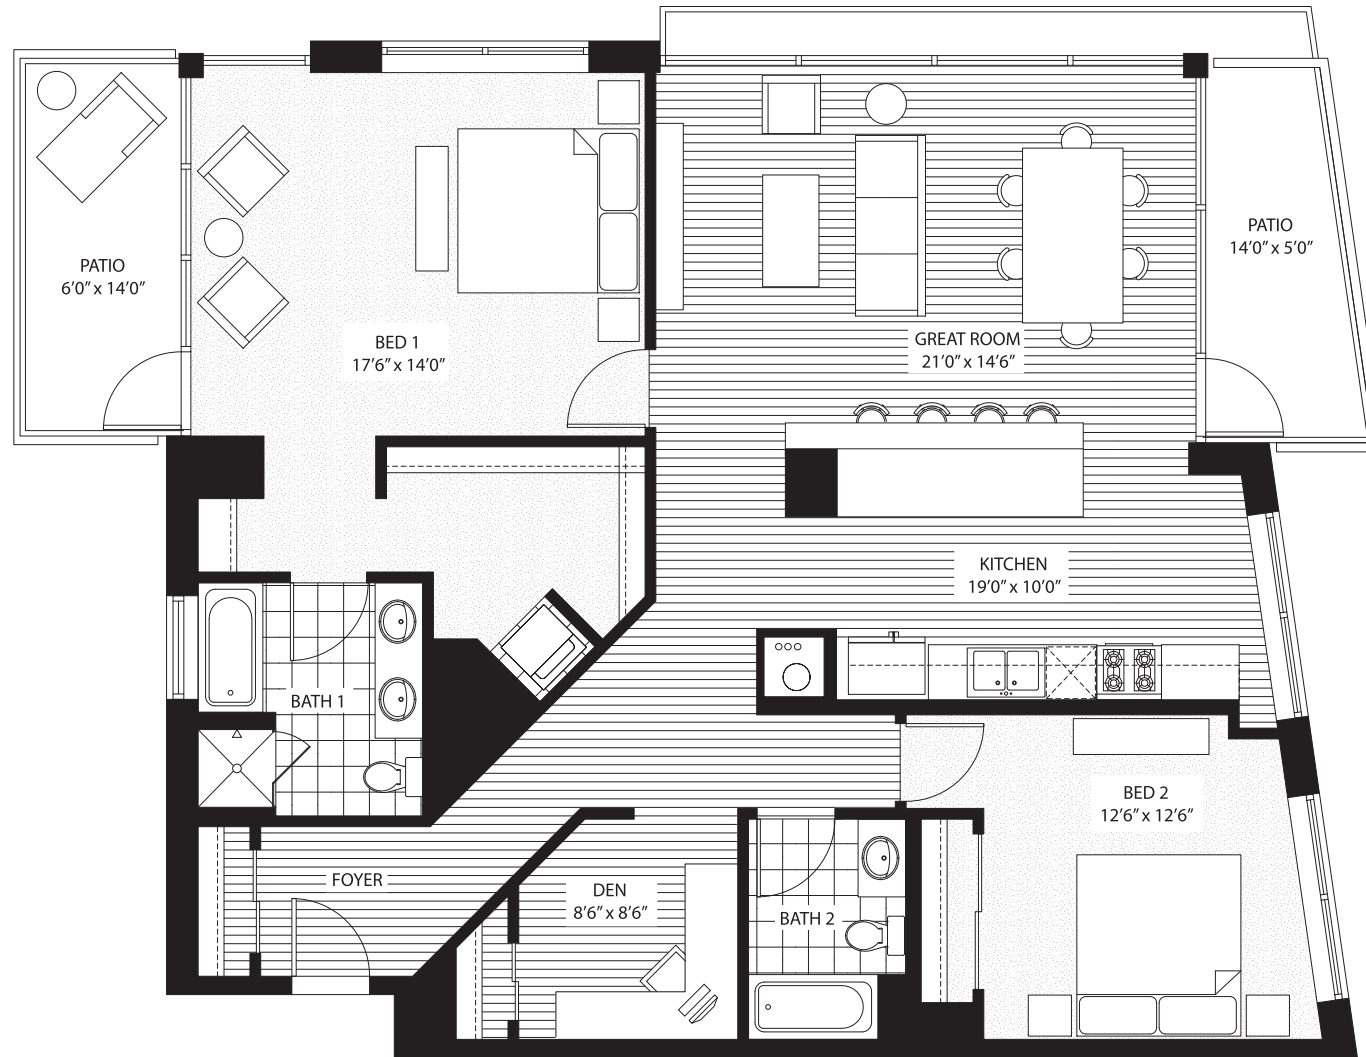 PATIO
6’0” x 14’0”
BED 1
17’6” x 14’0”
GREAT ROOM
21’0” x 14’6”
PATIO
14’0” x 5’0”
KITCHEN
19’0” x 10’0”
BATH 1
BED 2
12’6” x 12’6”
FOYER
DEN
8’6” x 8’6”
BATH 2